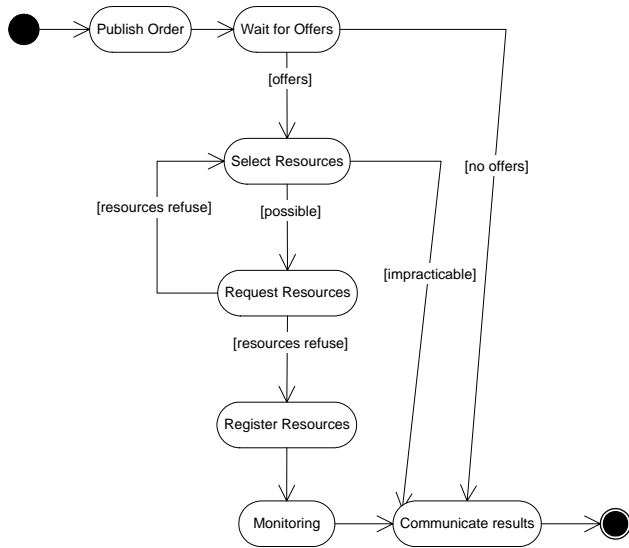 Publish Order
Wait for Offers
[offers]
Select Resources
[no offers]
[resources refuse]
[possible]
[impracticable]
Request Resources
[resources refuse]
Register Resources
Monitoring
Communicate results